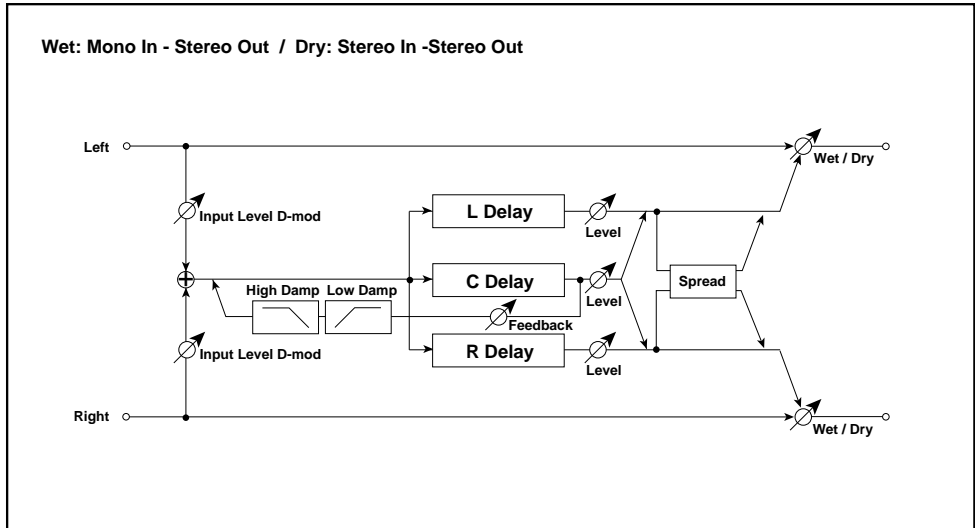 Wet: Mono In - Stereo Out / Dry: Stereo In -Stereo Out
Left
Wet / Dry
Input Level D-mod
L Delay
Level
High Damp
Low Damp
C Delay
Level
Spread
Feedback
Input Level D-mod
R Delay
Level
Right
Wet / Dry